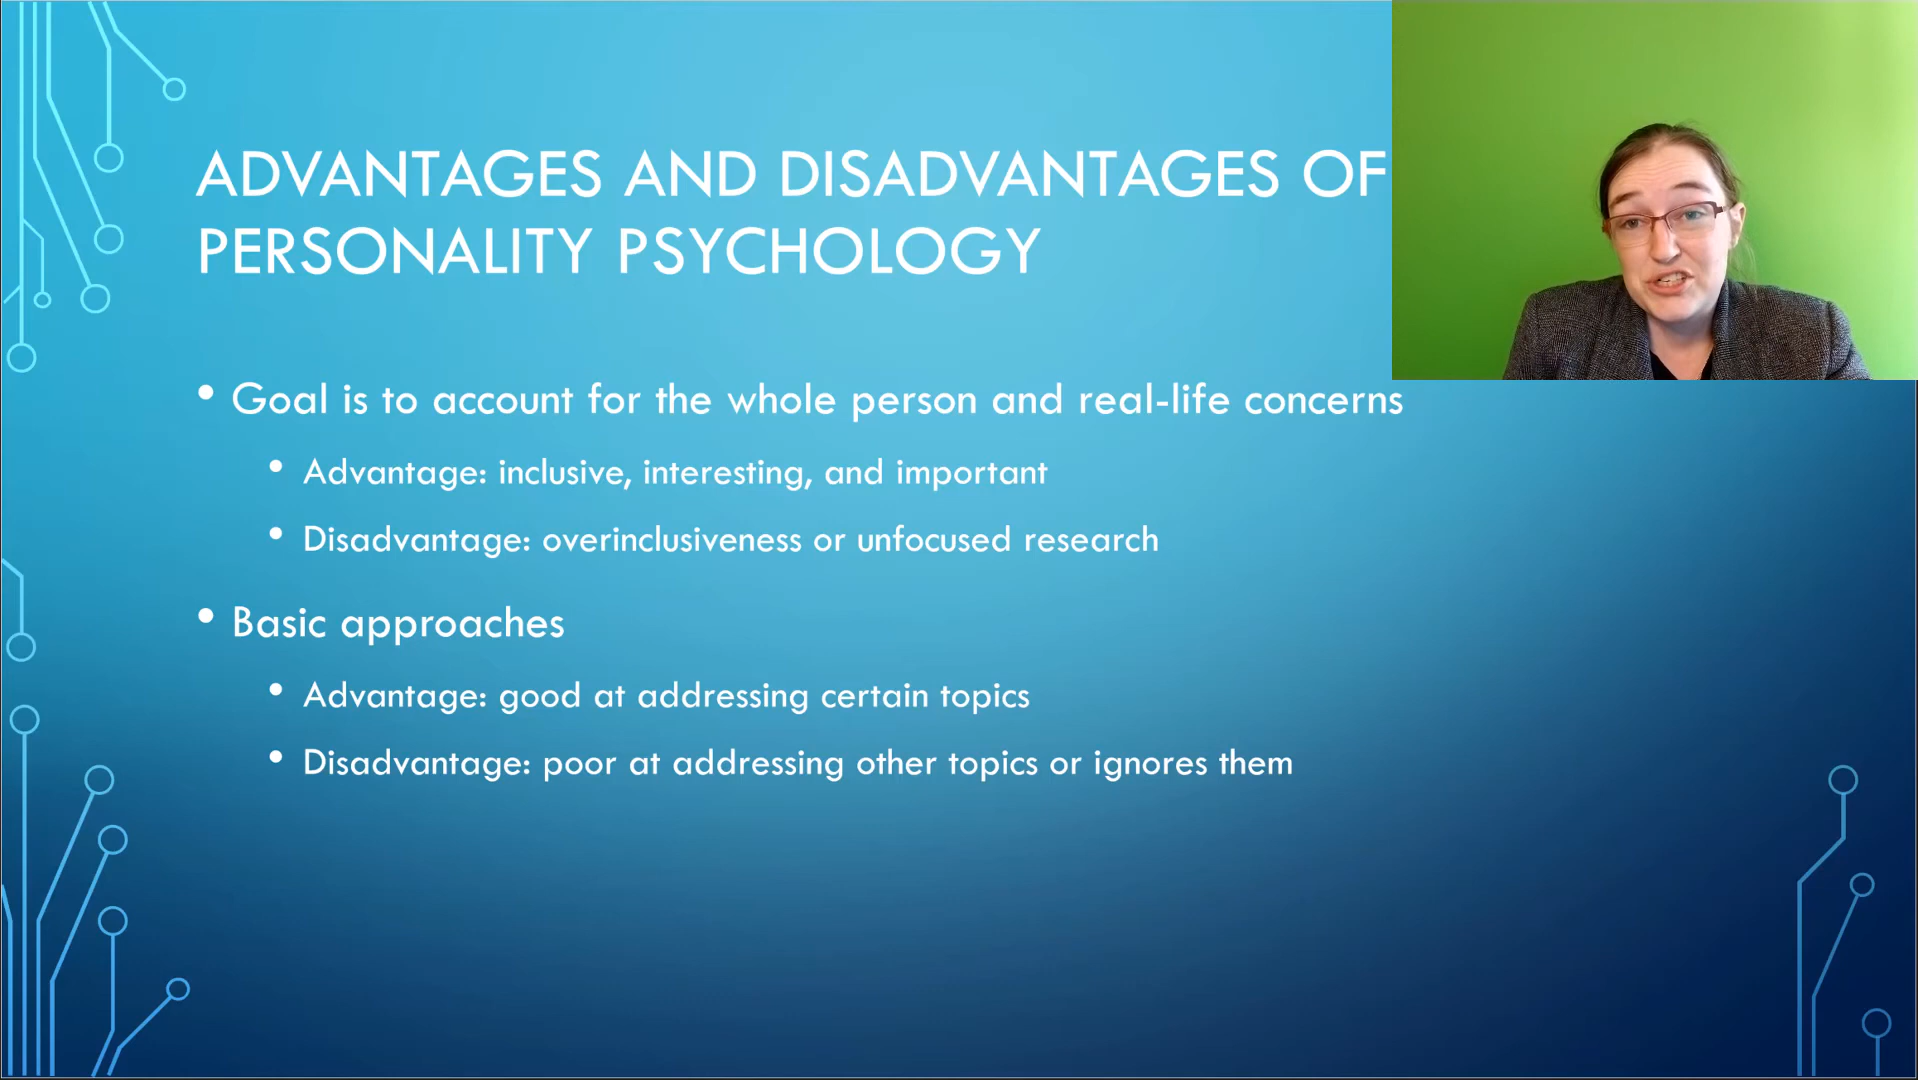 ADVANTAGES AND DISADVANTAGES OF
PERSONALITY PSYCHOLOGY
• Goal is to account for the whole person and real-life concerns
• Advantage: inclusive, interesting, and important
• Disadvantage: overinclusiveness or unfocused research
• Basic approaches
• Advantage: good at addressing certain topics
• Disadvantage: poor at addressing other topics or ignores them